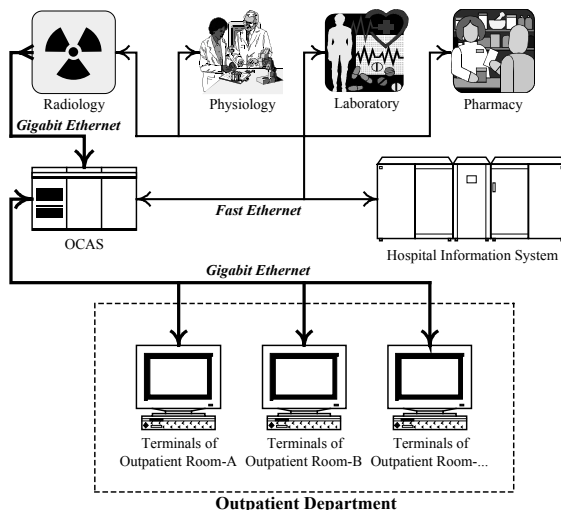 Radiology
Physiology
Laboratory
Pharmacy
Gigabit Ethernet
OCAS
Fast Ethernet
Hospital Information System
Gigabit Ethernet
Terminals of
Outpatient Room-A
Terminals of
Outpatient Room-B
Terminals of
Outpatient Room-...
Outpatient Department